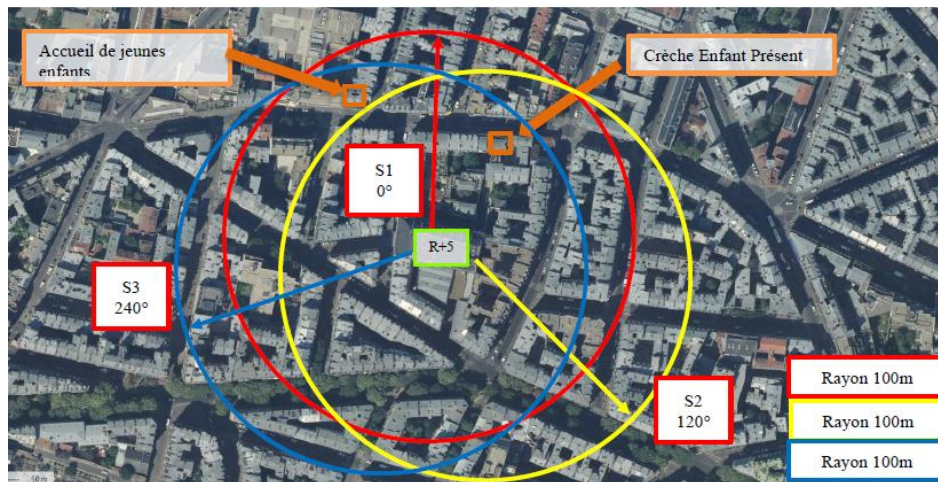 Accueil de jeunes
enfants
Crèche Enfant Présent
S1
0°
R+5
S3
240°
S2
120°
Rayon 100m
Rayon 100m
Rayon 100m
50 m